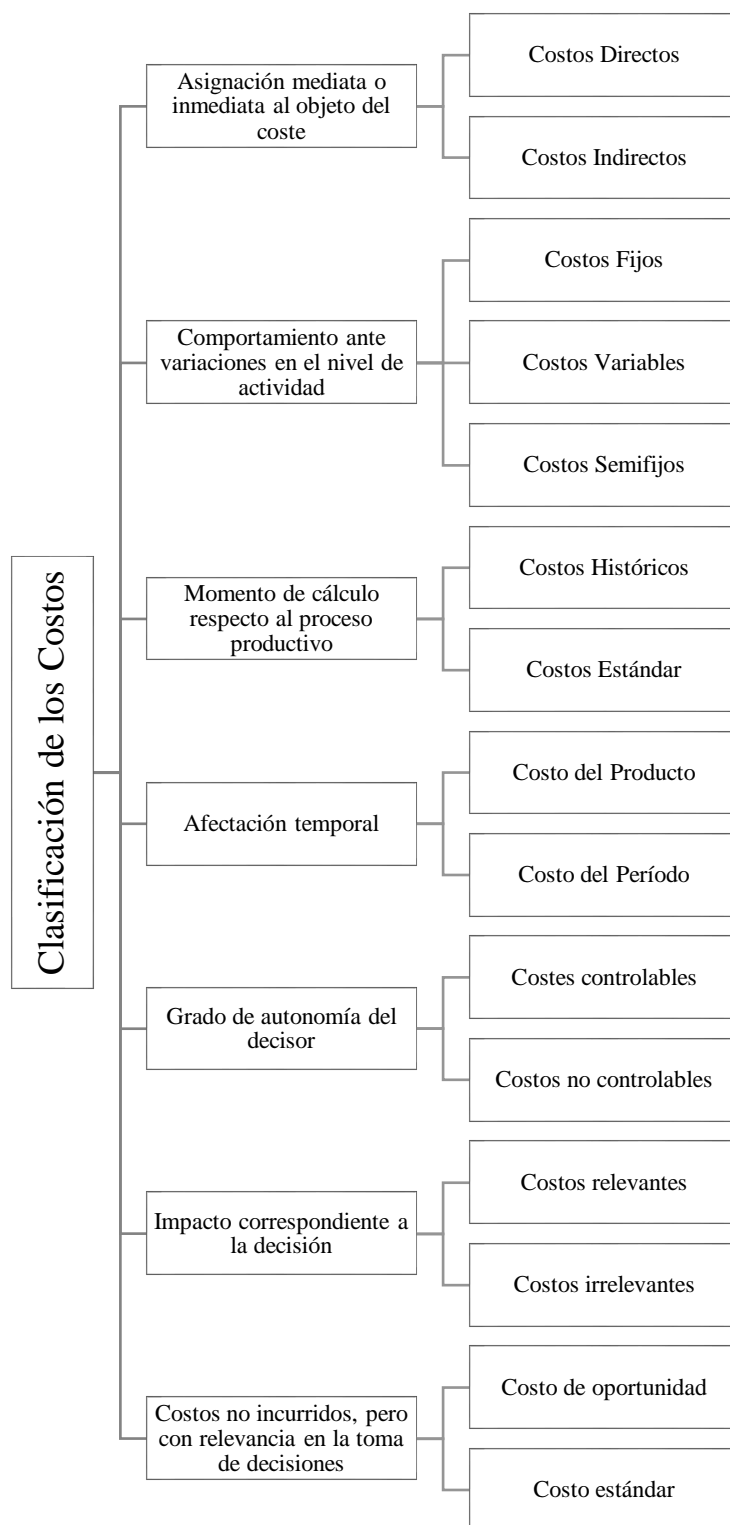 Clasificación de los Costos
Asignación mediata o
inmediata al objeto del
coste
Costos Directos
Costos Indirectos
Comportamiento ante
variaciones en el nivel de
actividad
Costos Fijos
Costos Variables
Costos Semifijos
Momento de cálculo
respecto al proceso
productivo
Costos Históricos
Costos Estándar
Afectación temporal
Costo del Producto
Costo del Período
Grado de autonomía del
decisor
Costes controlables
Costos no controlables
Impacto correspondiente a
la decisión
Costos relevantes
Costos irrelevantes
Costos no incurridos, pero
con relevancia en la toma
de decisiones
Costo de oportunidad
Costo estándar